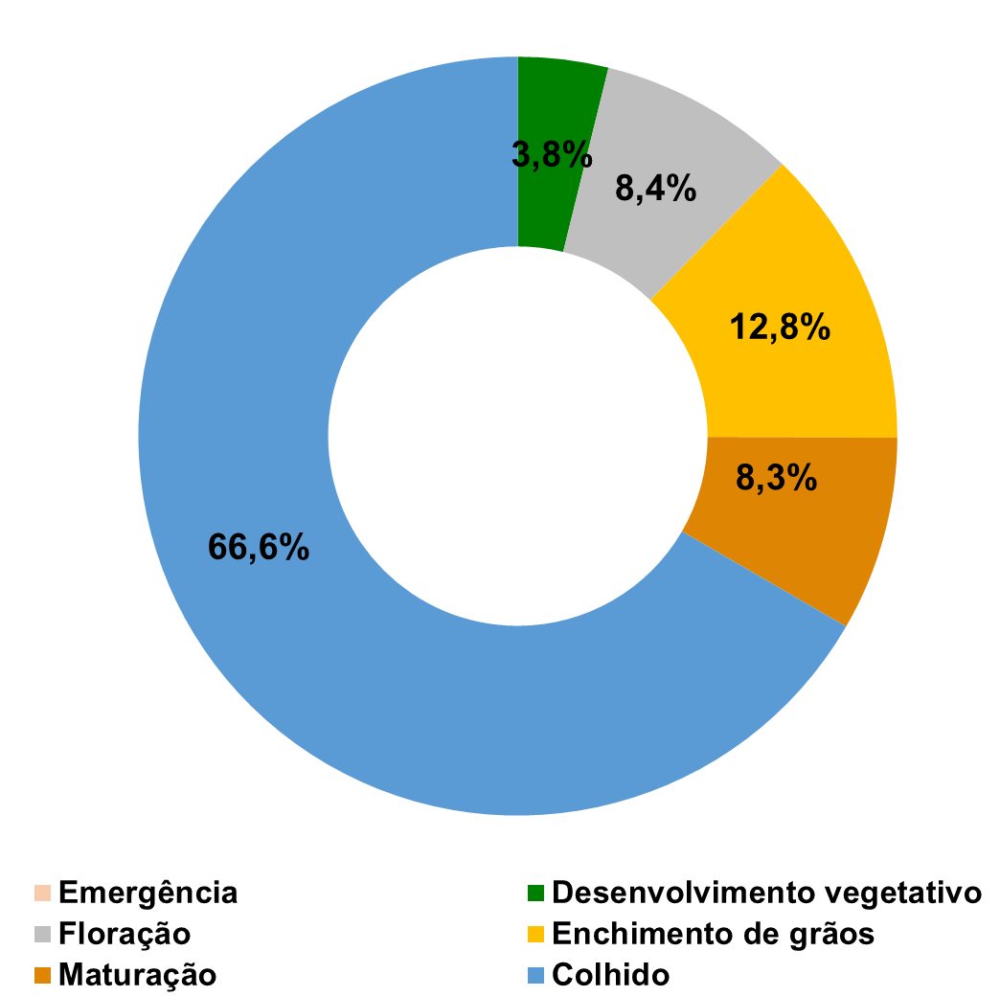 3,8%
8,4%
12,8%
8,3%
66,6%
Emergência
Desenvolvimento vegetativo
Floração
Enchimento de grãos
Maturação
Colhido